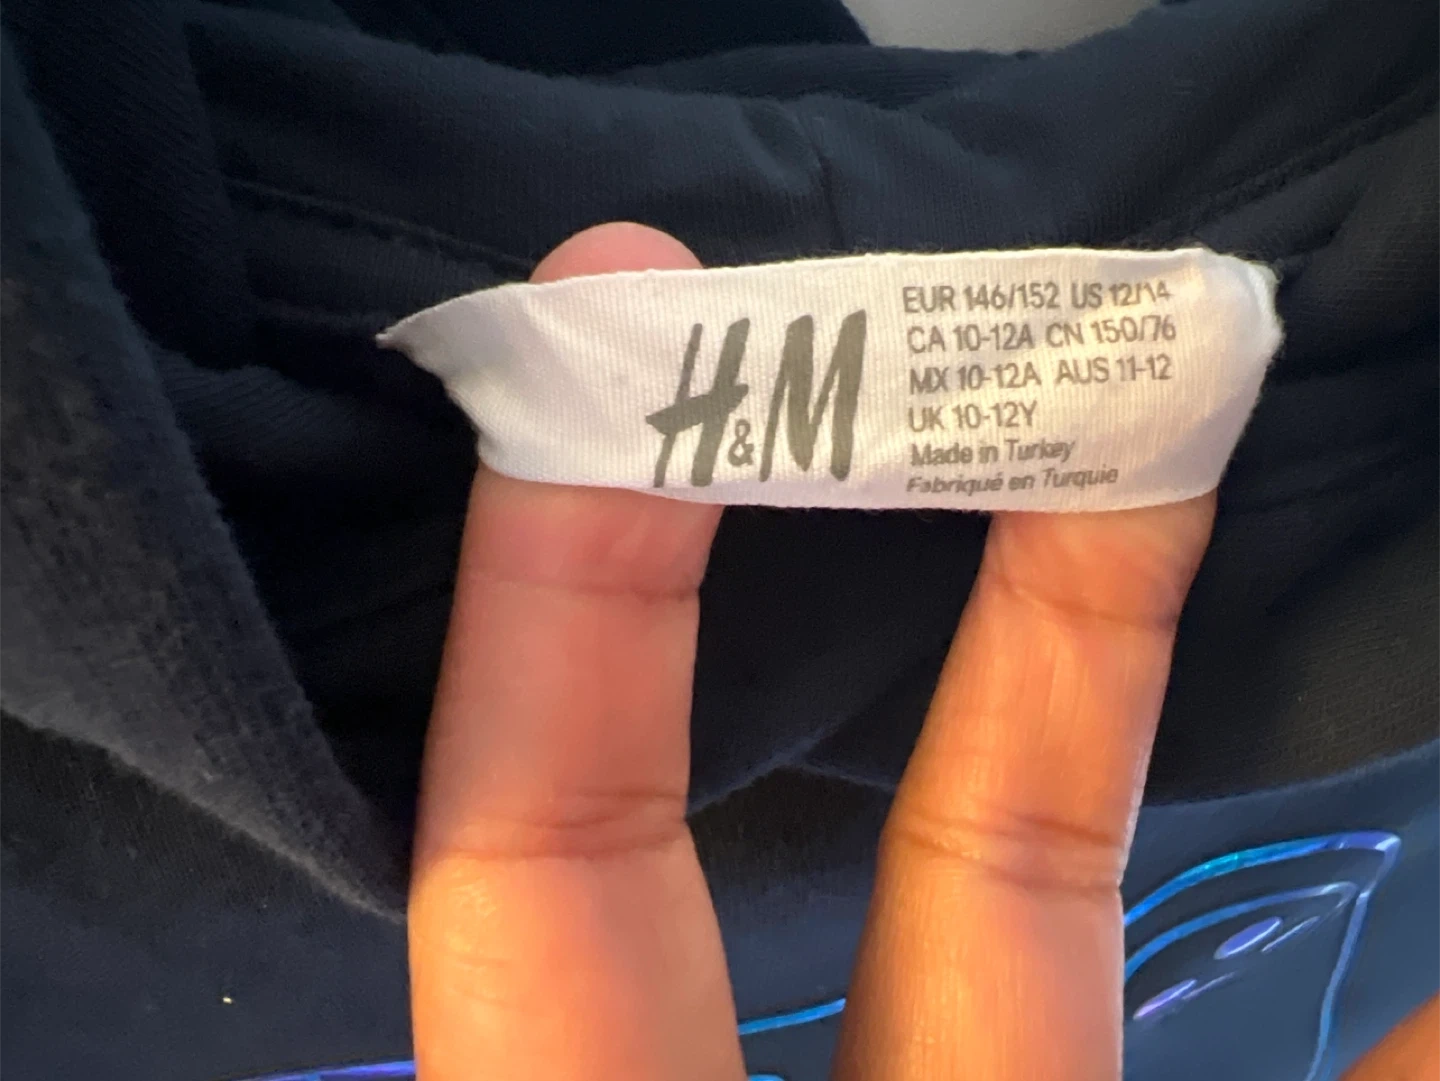 H&M
EUR 146/152 US 12/14
CA 10-12A CN 150/76
MX 10-12A AUS 11-12
UK 10-12Y
Made in Turkey
Fabriqué en Turquie